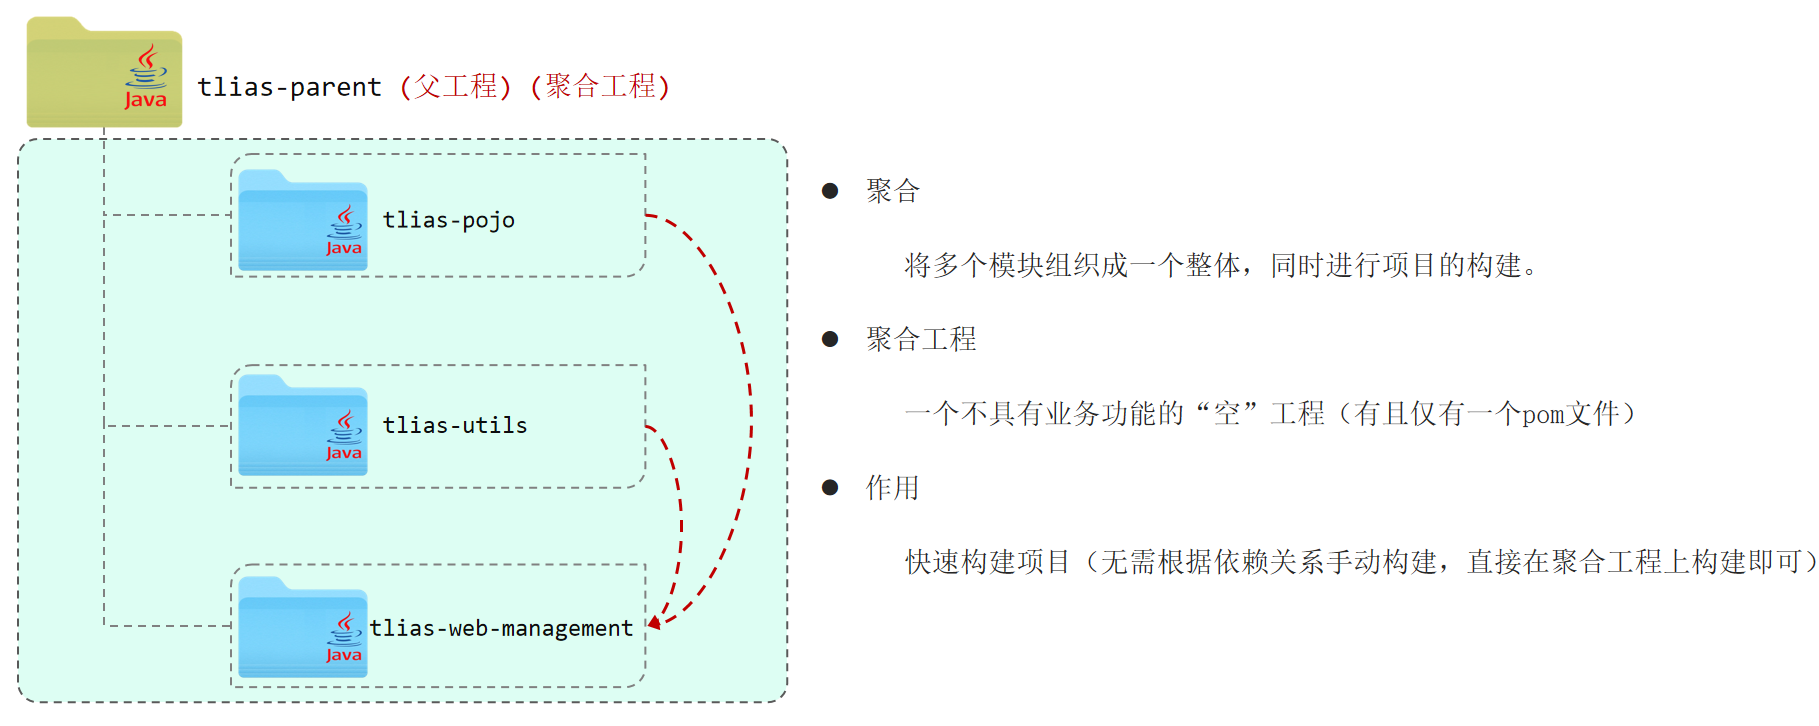 Java
tlias-parent (父工程) (聚合工程)
Java
tlias-pojo
Java
tlias-utils
Java
tlias-web-management
● 聚合
将多个模块组织成一个整体，同时进行项目的构建。
● 聚合工程
一个不具有业务功能的“空”工程（有且仅有一个pom文件）
● 作用
快速构建项目（无需根据依赖关系手动构建，直接在聚合工程上构建即可）